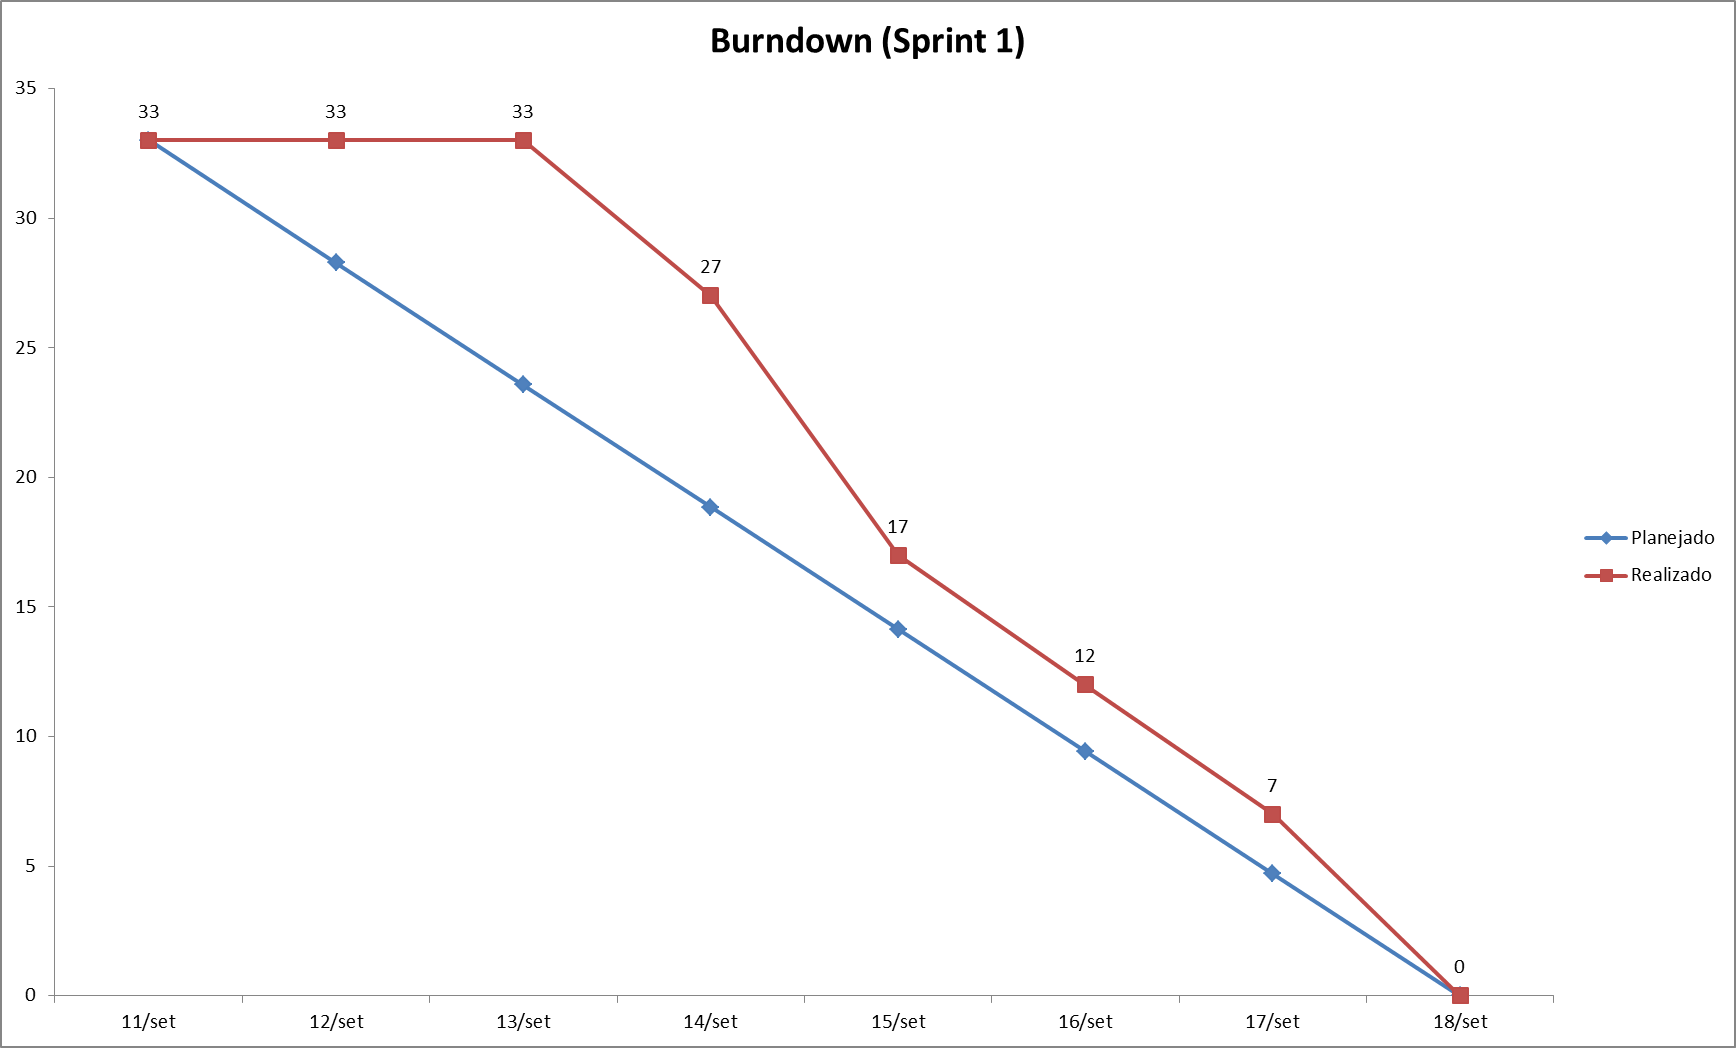 Burndown (Sprint 1)
35
30
25
20
15
10
5
0
33
33
33
27
17
12
7
0
11/set
12/set
13/set
14/set
15/set
16/set
17/set
18/set
Planejado
Realizado